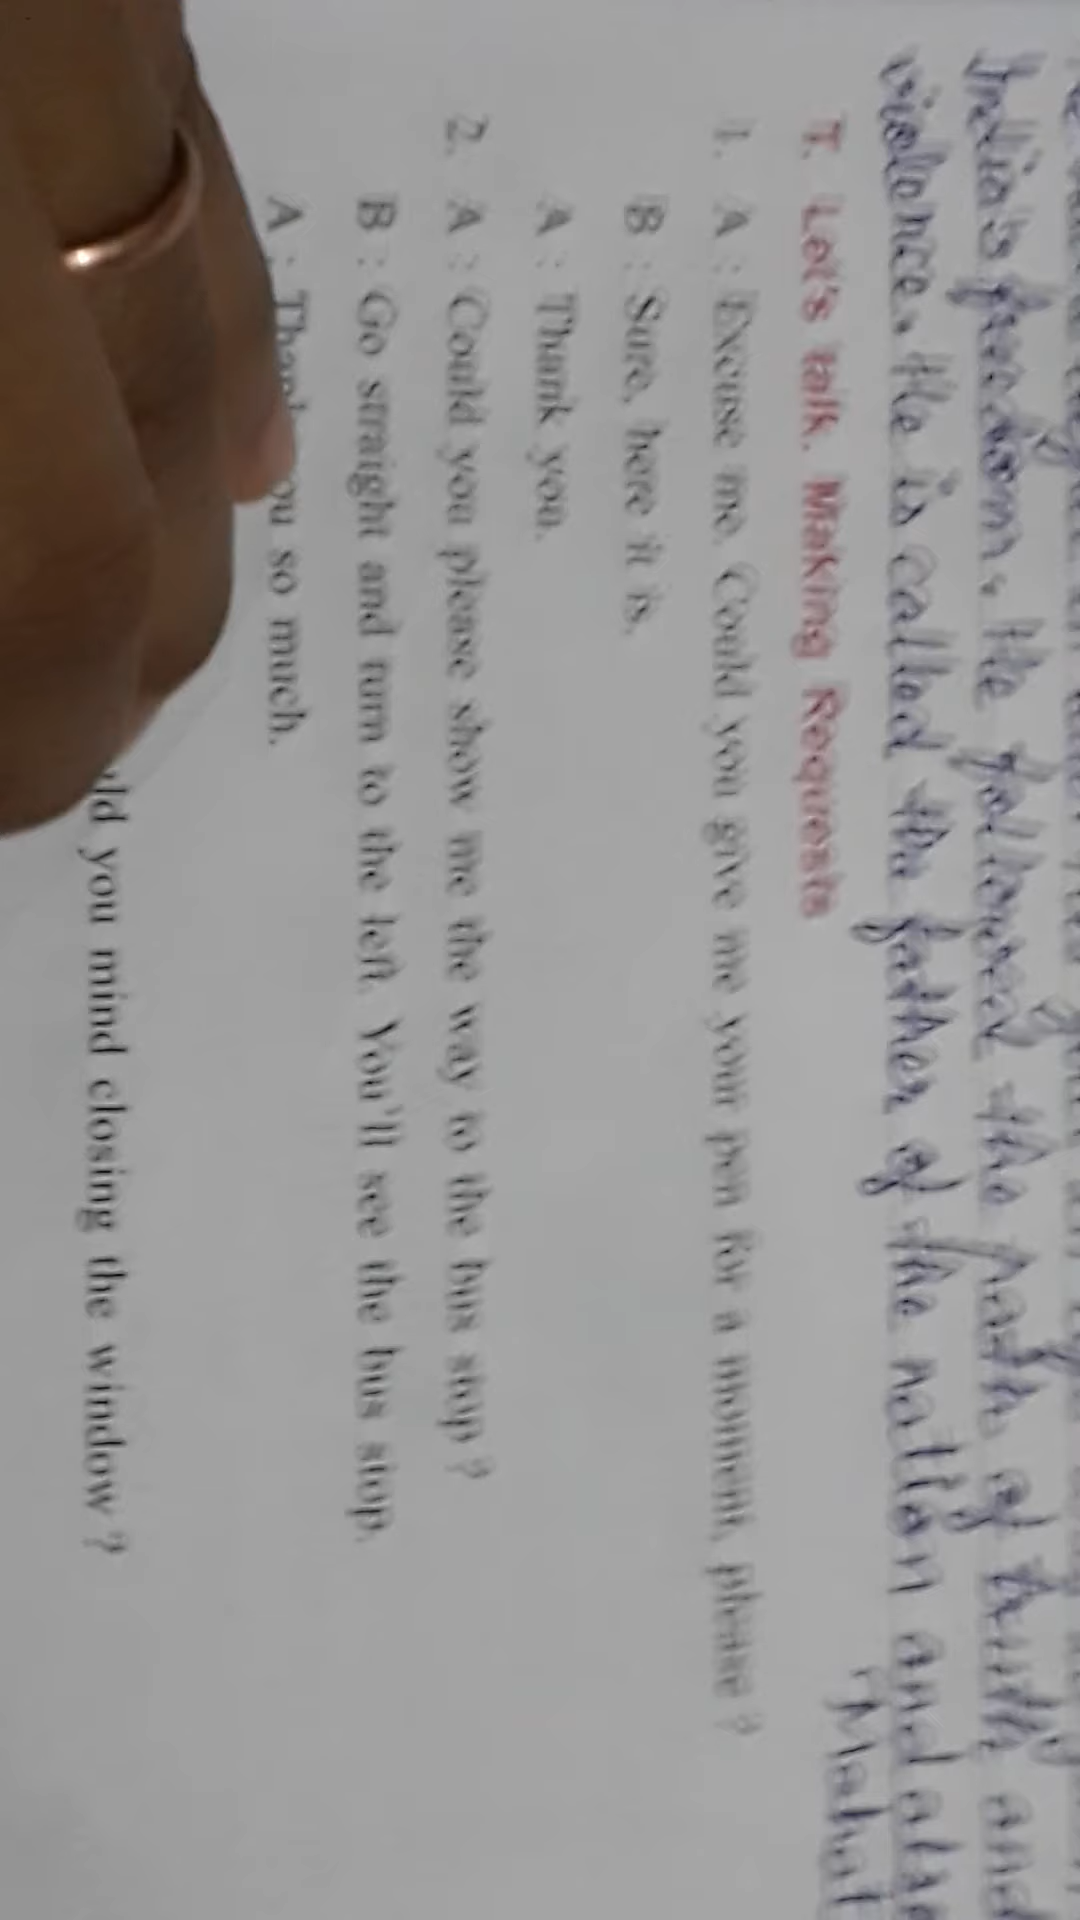 India's freedom. He followed the path of truth and
violence. He is called the father of the nation and also
"Mahat
T. Let's talk. Making Requests
1. A : Excuse me. Could you give me your pen for a moment, please ?
B : Sure, here it is.
A : Thank you.
2. A : Could you please show me the way to the bus stop ?
B : Go straight and turn to the left. You'll see the bus stop.
A : you so much.
you mind closing the window ?